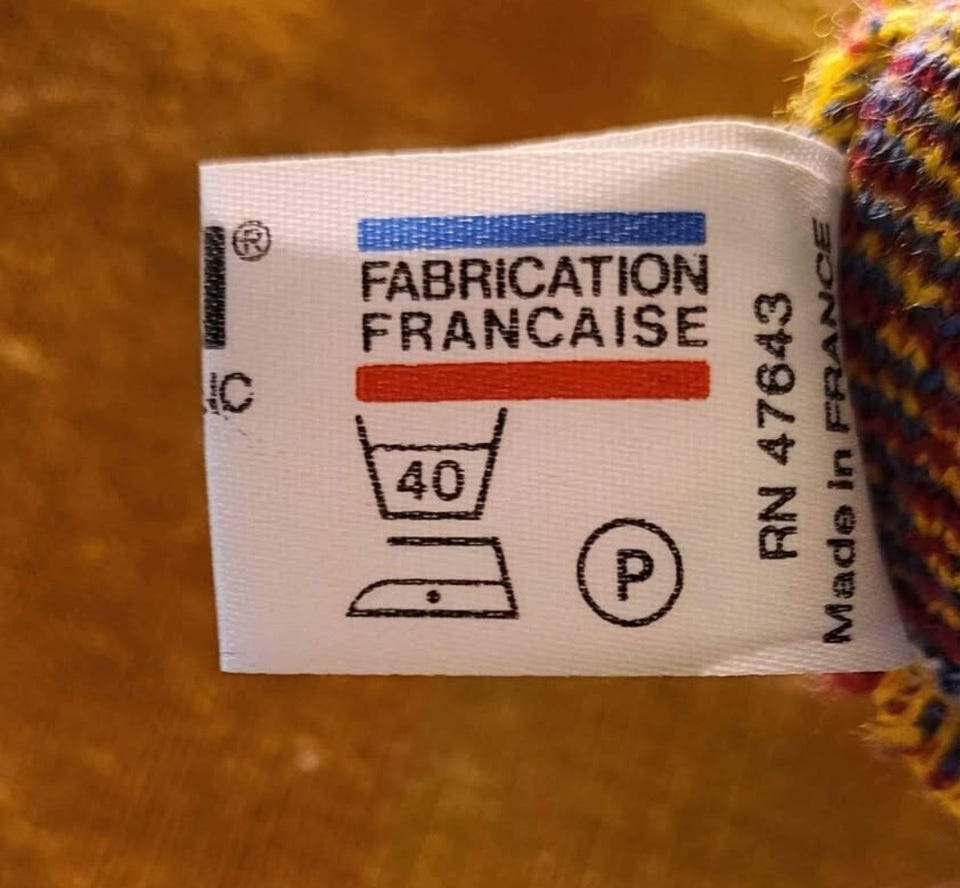 ®
C
FABRICATION
FRANCAISE
40
P
RN 47643
Made in FRANCE